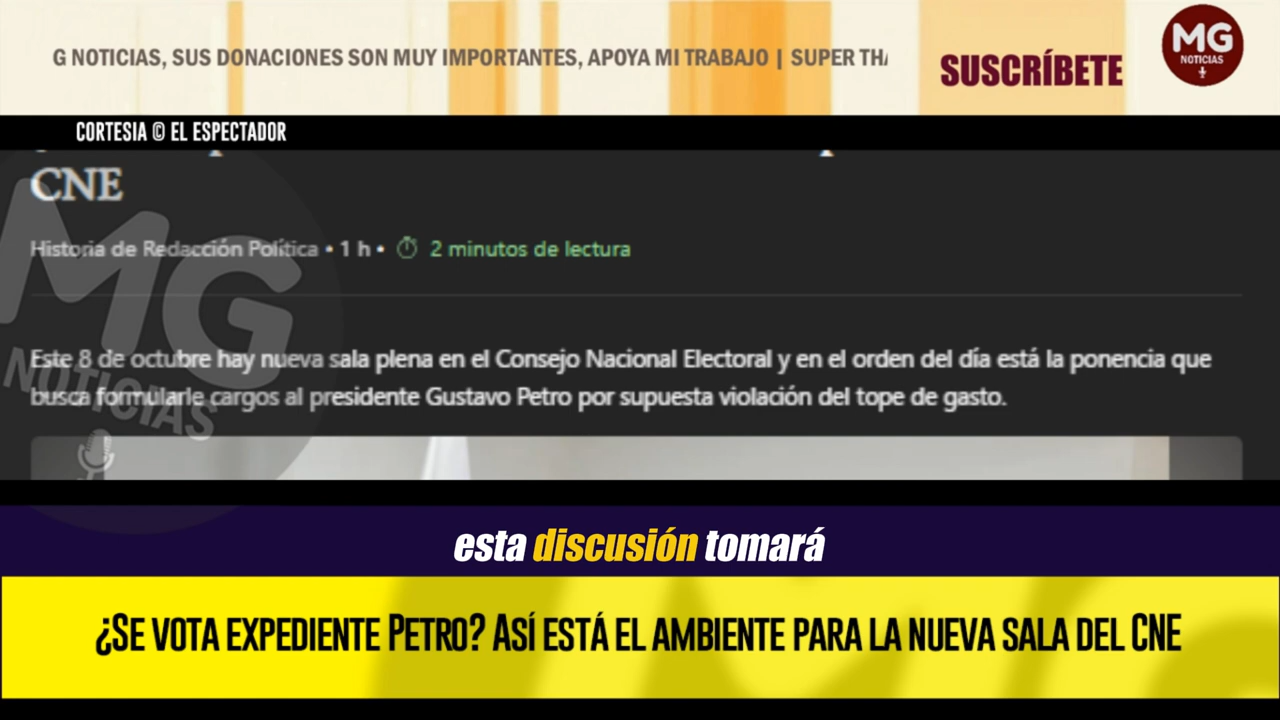 G NOTICIAS, SUS DONACIONES SON MUY IMPORTANTES, APOYA MI TRABAJO | SUPER
SUSCRÍBETE
MG
NOTICIAS
CORTESIA © EL ESPECTADOR
CNE
Historia de Redacción Política • 1 h •
2 minutos de lectura
Este 8 de octubre hay nueva sala plena en el Consejo Nacional Electoral y en el orden del día está la ponencia que
busca formularle cargos al presidente Gustavo Petro por supuesta violación del tope de gasto.
MG
NOTICIAS
esta discusión tomará
¿SE VOTA EXPEDIENTE PETRO? ASÍ ESTÁ EL AMBIENTE PARA LA NUEVA SALA DEL CNE